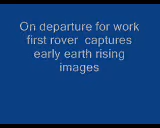 On departure for work
first rover captures
early earth rising
images